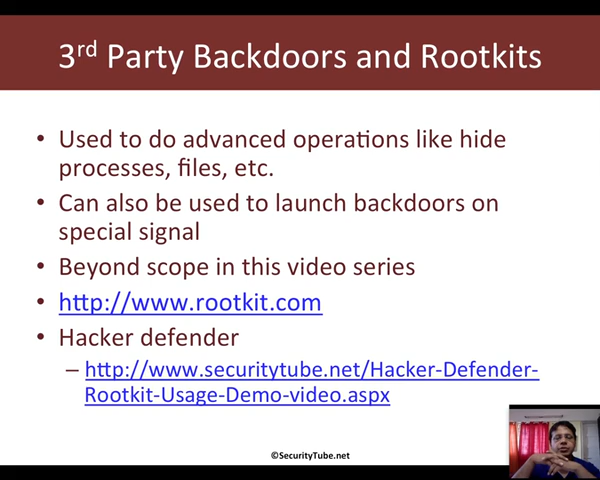 3rd Party Backdoors and Rootkits
• Used to do advanced operations like hide
processes, files, etc.
• Can also be used to launch backdoors on
special signal
• Beyond scope in this video series
• http://www.rootkit.com
• Hacker defender
– http://www.securitytube.net/Hacker-Defender-
Rootkit-Usage-Demo-video.aspx
©SecurityTube.net